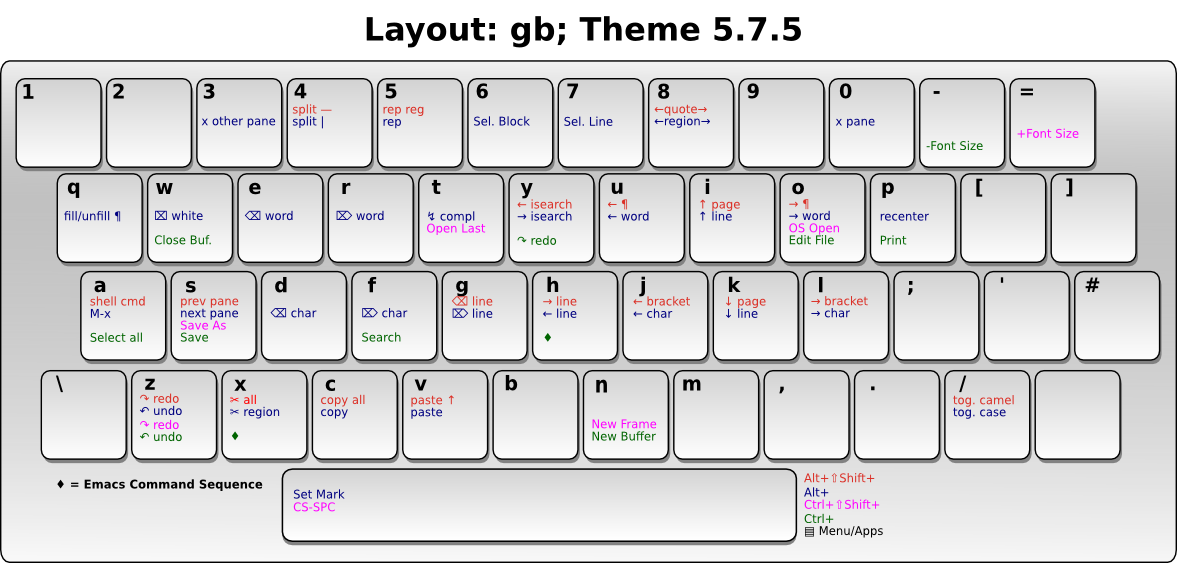 Layout: gb; Theme 5.7.5
1
2
3
x other pane
4
split —
split |
5
rep reg
rep
6
Sel. Block
7
Sel. Line
8
←quote→
←region→
9
0
x pane
-
-Font Size
=
+Font Size
q
fill/unfill ¶
w
⌧ white
Close Buf.
e
⌫ word
r
⌦ word
t
↯ compl
Open Last
y
← isearch
→ isearch
↷ redo
u
← ¶
← word
i
↑ page
↑ line
o
→ ¶
→ word
OS Open
Edit File
p
recenter
Print
[
]
a
shell cmd
M-x
Select all
s
prev pane
next pane
Save As
Save
d
⌫ char
f
⌦ char
Search
g
⌫ line
⌦ line
h
→ line
← line
♦
j
← bracket
← char
k
↓ page
↓ line
l
→ bracket
→ char
;
'
#
\
z
↷ redo
↶ undo
↷ redo
↶ undo
x
✂ all
✂ region
♦
c
copy all
copy
v
paste ↑
paste
b
n
New Frame
New Buffer
m
,
.
/
tog. camel
tog. case
♦ = Emacs Command Sequence
Set Mark
CS-SPC
Alt+⇧Shift+
Alt+
Ctrl+⇧Shift+
Ctrl+
▤ Menu/Apps